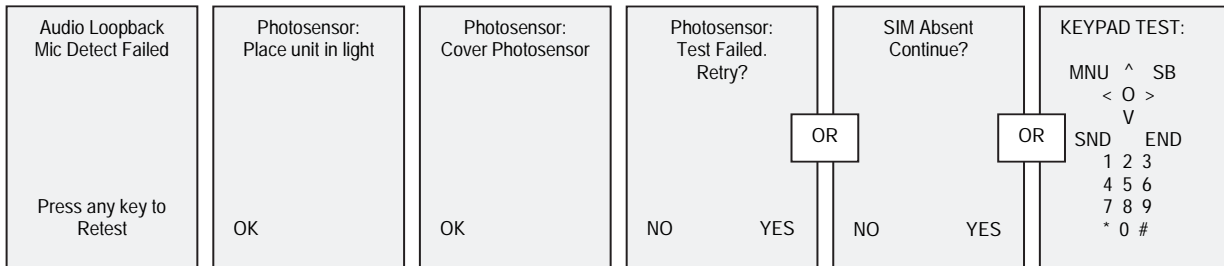 Audio Loopback
Mic Detect Failed
Press any key to
Retest
Photosensor:
Place unit in light
OK
Photosensor:
Cover Photosensor
OK
Photosensor:
Test Failed.
Retry?
NO YES
OR
SIM Absent
Continue?
NO YES
OR
KEYPAD TEST:
MNU ^ SB
< O >
V
SND END
1 2 3
4 5 6
7 8 9
* 0 #